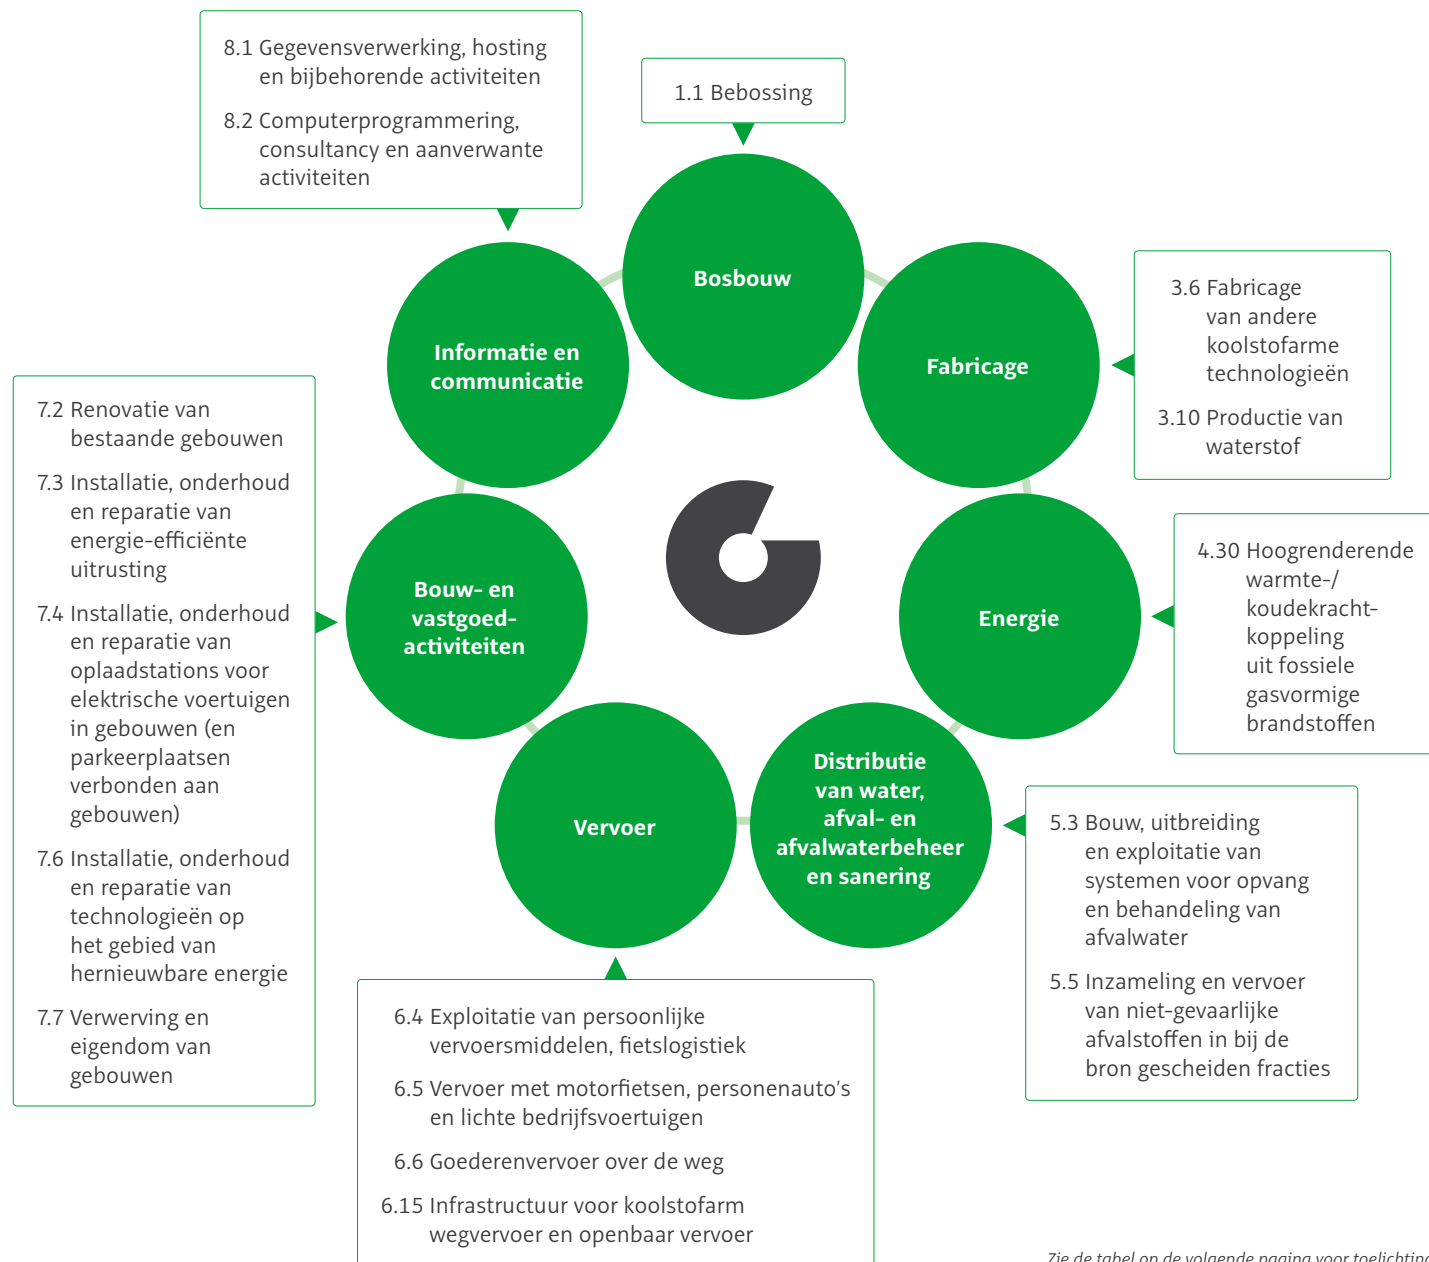 8.1 Gegevensverwerking, hosting
en bijbehorende activiteiten
8.2 Computerprogrammering,
consultancy en aanverwante
activiteiten
1.1 Bebossing
Bosbouw
Informatie en
communicatie
Fabricage
3.6 Fabricage
van andere
koolstofarme
technologieën
3.10 Productie van
waterstof
7.2 Renovatie van
bestaande gebouwen
7.3 Installatie, onderhoud
en reparatie van
energie-efficiënte
uitrusting
7.4 Installatie, onderhoud
en reparatie van
oplaadstations voor
elektrische voertuigen
in gebouwen (en
parkeerplaatsen
verbonden aan
gebouwen)
7.6 Installatie, onderhoud
en reparatie van
technologieën op
het gebied van
hernieuwbare energie
7.7 Verwerving en
eigendom van
gebouwen
Bouw- en
vastgoed-
activiteiten
Energie
4.30 Hoogrenderende
warmte-/
koudekracht-
koppeling
uit fossiele
gasvormige
brandstoffen
Vervoer
Distributie
van water,
afval- en
afvalwaterbeheer
en sanering
5.3 Bouw, uitbreiding
en exploitatie van
systemen voor opvang
en behandeling van
afvalwater
5.5 Inzameling en vervoer
van niet-gevaarlijke
afvalstoffen in bij de
bron gescheiden fracties
6.4 Exploitatie van persoonlijke
vervoersmiddelen, fietslogistiek
6.5 Vervoer met motorfietsen, personenauto's
en lichte bedrijfsvoertuigen
6.6 Goederenvervoer over de weg
6.15 Infrastructuur voor koolstofarm
wegvervoer en openbaar vervoer
Zie de tabel op de volgende pagina voor toelichting